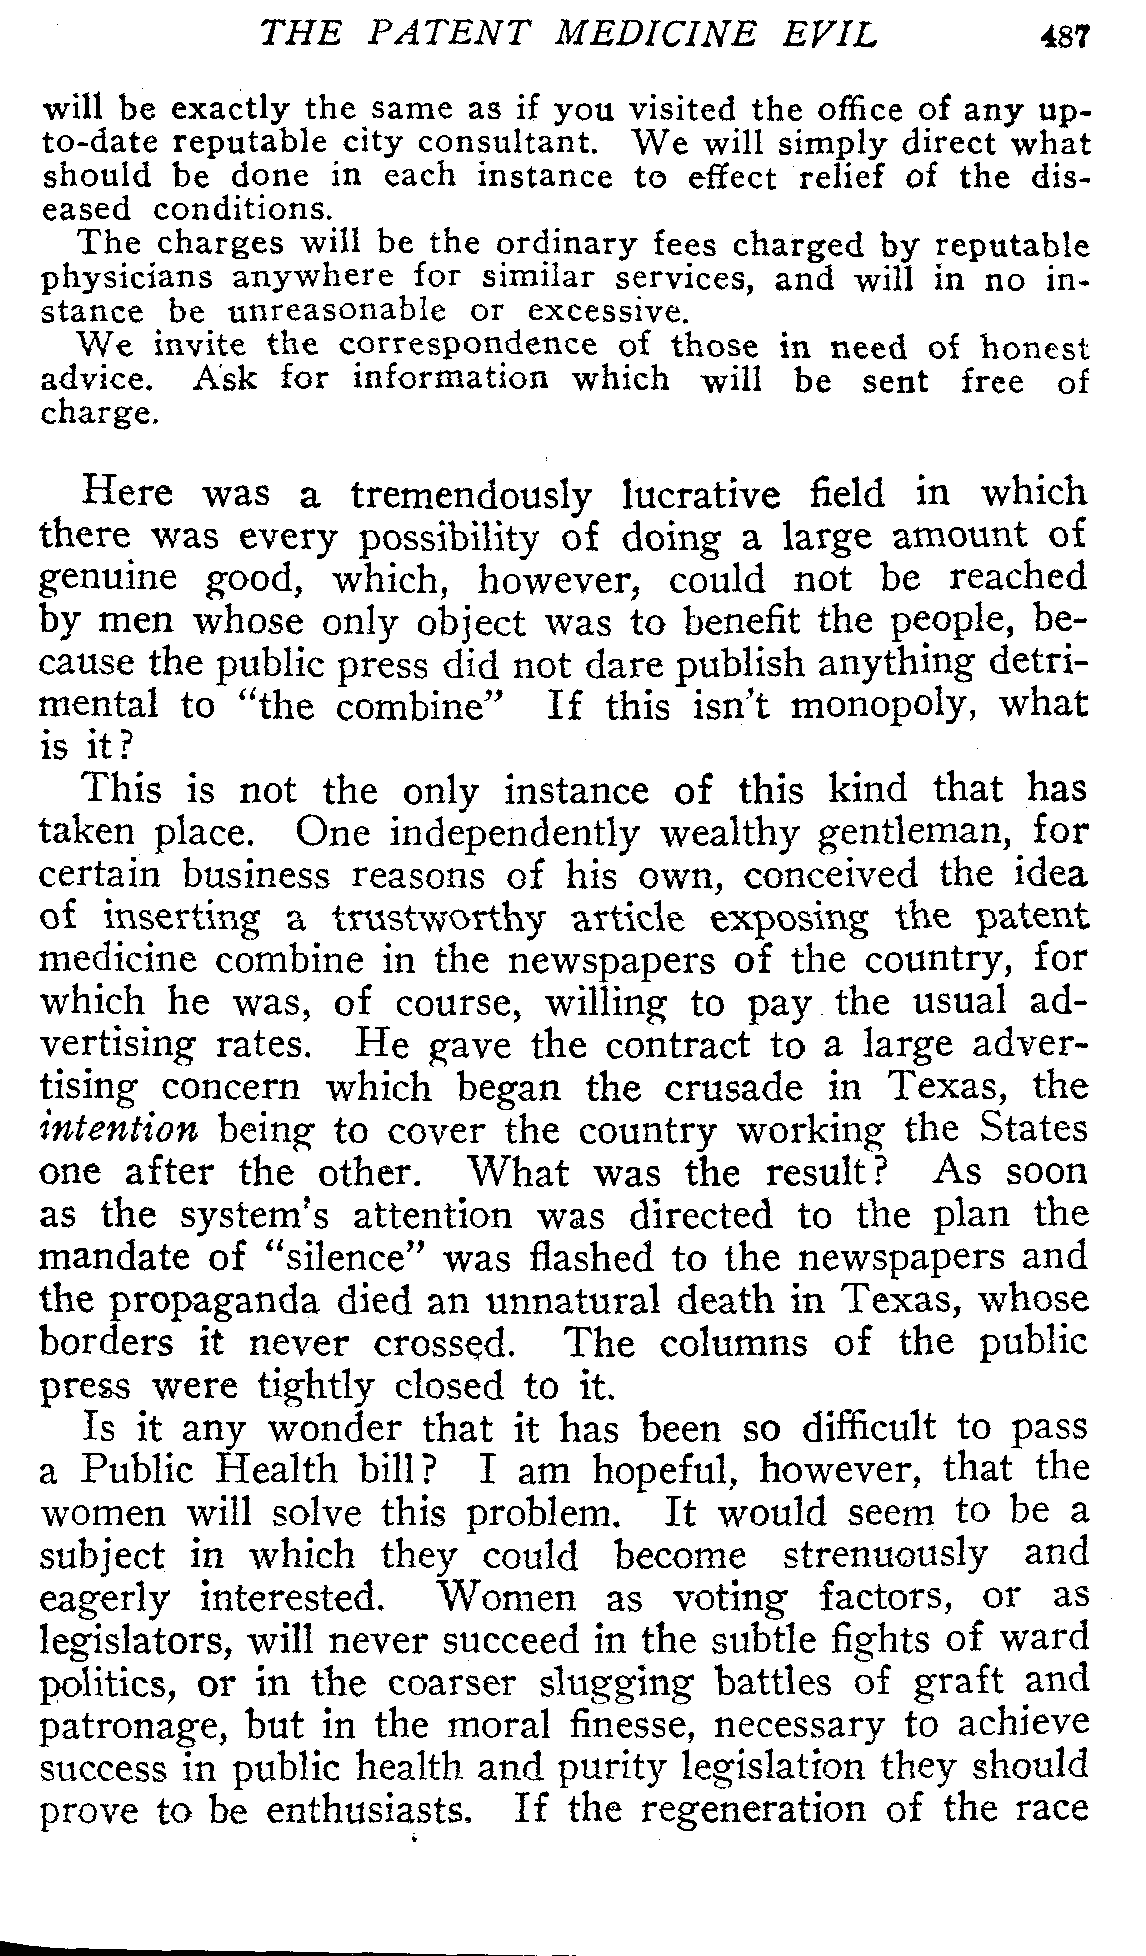 THE PATENT MEDICINE EVIL 487
will be exactly the same as if you visited the office of any up-
to-date reputable city consultant. We will simply direct what
should be done in each instance to effect relief of the dis-
eased conditions.
The charges will be the ordinary fees charged by reputable
physicians anywhere for similar services, and will in no in-
stance be unreasonable or excessive.
We invite the correspondence of those in need of honest
advice. Ask for information which will be sent free of
charge.
Here was a tremendously lucrative field in which
there was every possibility of doing a large amount of
genuine good, which, however, could not be reached
by men whose only object was to benefit the people, be-
cause the public press did not dare publish anything detri-
mental to "the combine" If this isn't monopoly, what
is it?
This is not the only instance of this kind that has
taken place. One independently wealthy gentleman, for
certain business reasons of his own, conceived the idea
of inserting a trustworthy article exposing the patent
medicine combine in the newspapers of the country, for
which he was, of course, willing to pay the usual ad-
vertising rates. He gave the contract to a large adver-
tising concern which began the crusade in Texas, the
intention being to cover the country working the States
one after the other. What was the result? As soon
as the system's attention was directed to the plan the
mandate of "silence" was flashed to the newspapers and
the propaganda died an unnatural death in Texas, whose
borders it never crossed. The columns of the public
press were tightly closed to it.
Is it any wonder that it has been so difficult to pass
a Public Health bill? I am hopeful, however, that the
women will solve this problem. It would seem to be a
subject in which they could become strenuously and
eagerly interested. Women as voting factors, or as
legislators, will never succeed in the subtle fights of ward
politics, or in the coarser slugging battles of graft and
patronage, but in the moral finesse, necessary to achieve
success in public health and purity legislation they should
prove to be enthusiasts. If the regeneration of the race